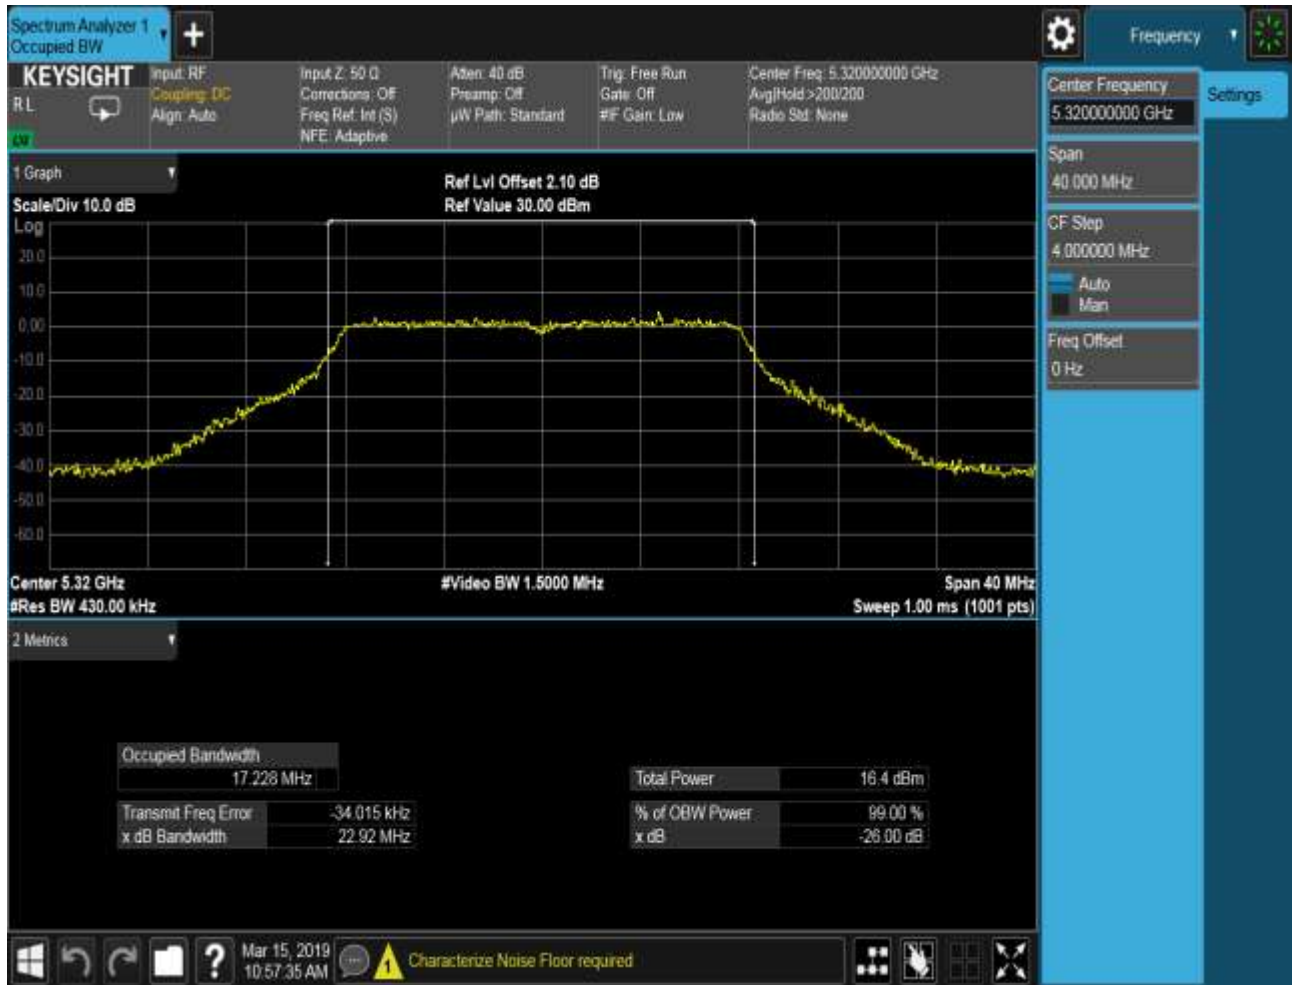 Spectrum Analyzer 1
Occupied BW
Frequency
KEYSIGHT
R L
Input: RF
Coupling: DC
Align: Auto
Input Z: 50 Ω
Corrections: Off
Freq Ref: Int (S)
NFE: Adaptive
Atten: 40 dB
Preamp: Off
µW Path: Standard
Trig: Free Run
Gate: Off
#IF Gain: Low
Center Freq: 5.320000000 GHz
Avg|Hold:>200/200
Radio Std: None
Center Frequency
5.320000000 GHz
Settings
Span
40.000 MHz
CF Step
4.000000 MHz
Auto
Man
Freq Offset
0 Hz
1 Graph
Scale/Div 10.0 dB
Ref Lvl Offset 2.10 dB
Ref Value 30.00 dBm
Log
20.0
10.0
0.00
-10.0
-20.0
-30.0
-40.0
-50.0
-60.0
Center 5.32 GHz
#Video BW 1.5000 MHz
Span 40 MHz
#Res BW 430.00 kHz
Sweep 1.00 ms (1001 pts)
2 Metrics
Occupied Bandwidth
17.228 MHz
Total Power 16.4 dBm
Transmit Freq Error -34.015 kHz
% of OBW Power 99.00 %
x dB Bandwidth 22.92 MHz
x dB -26.00 dB
?
Mar 15, 2019
10:57:35 AM
1
Characterize Noise Floor required